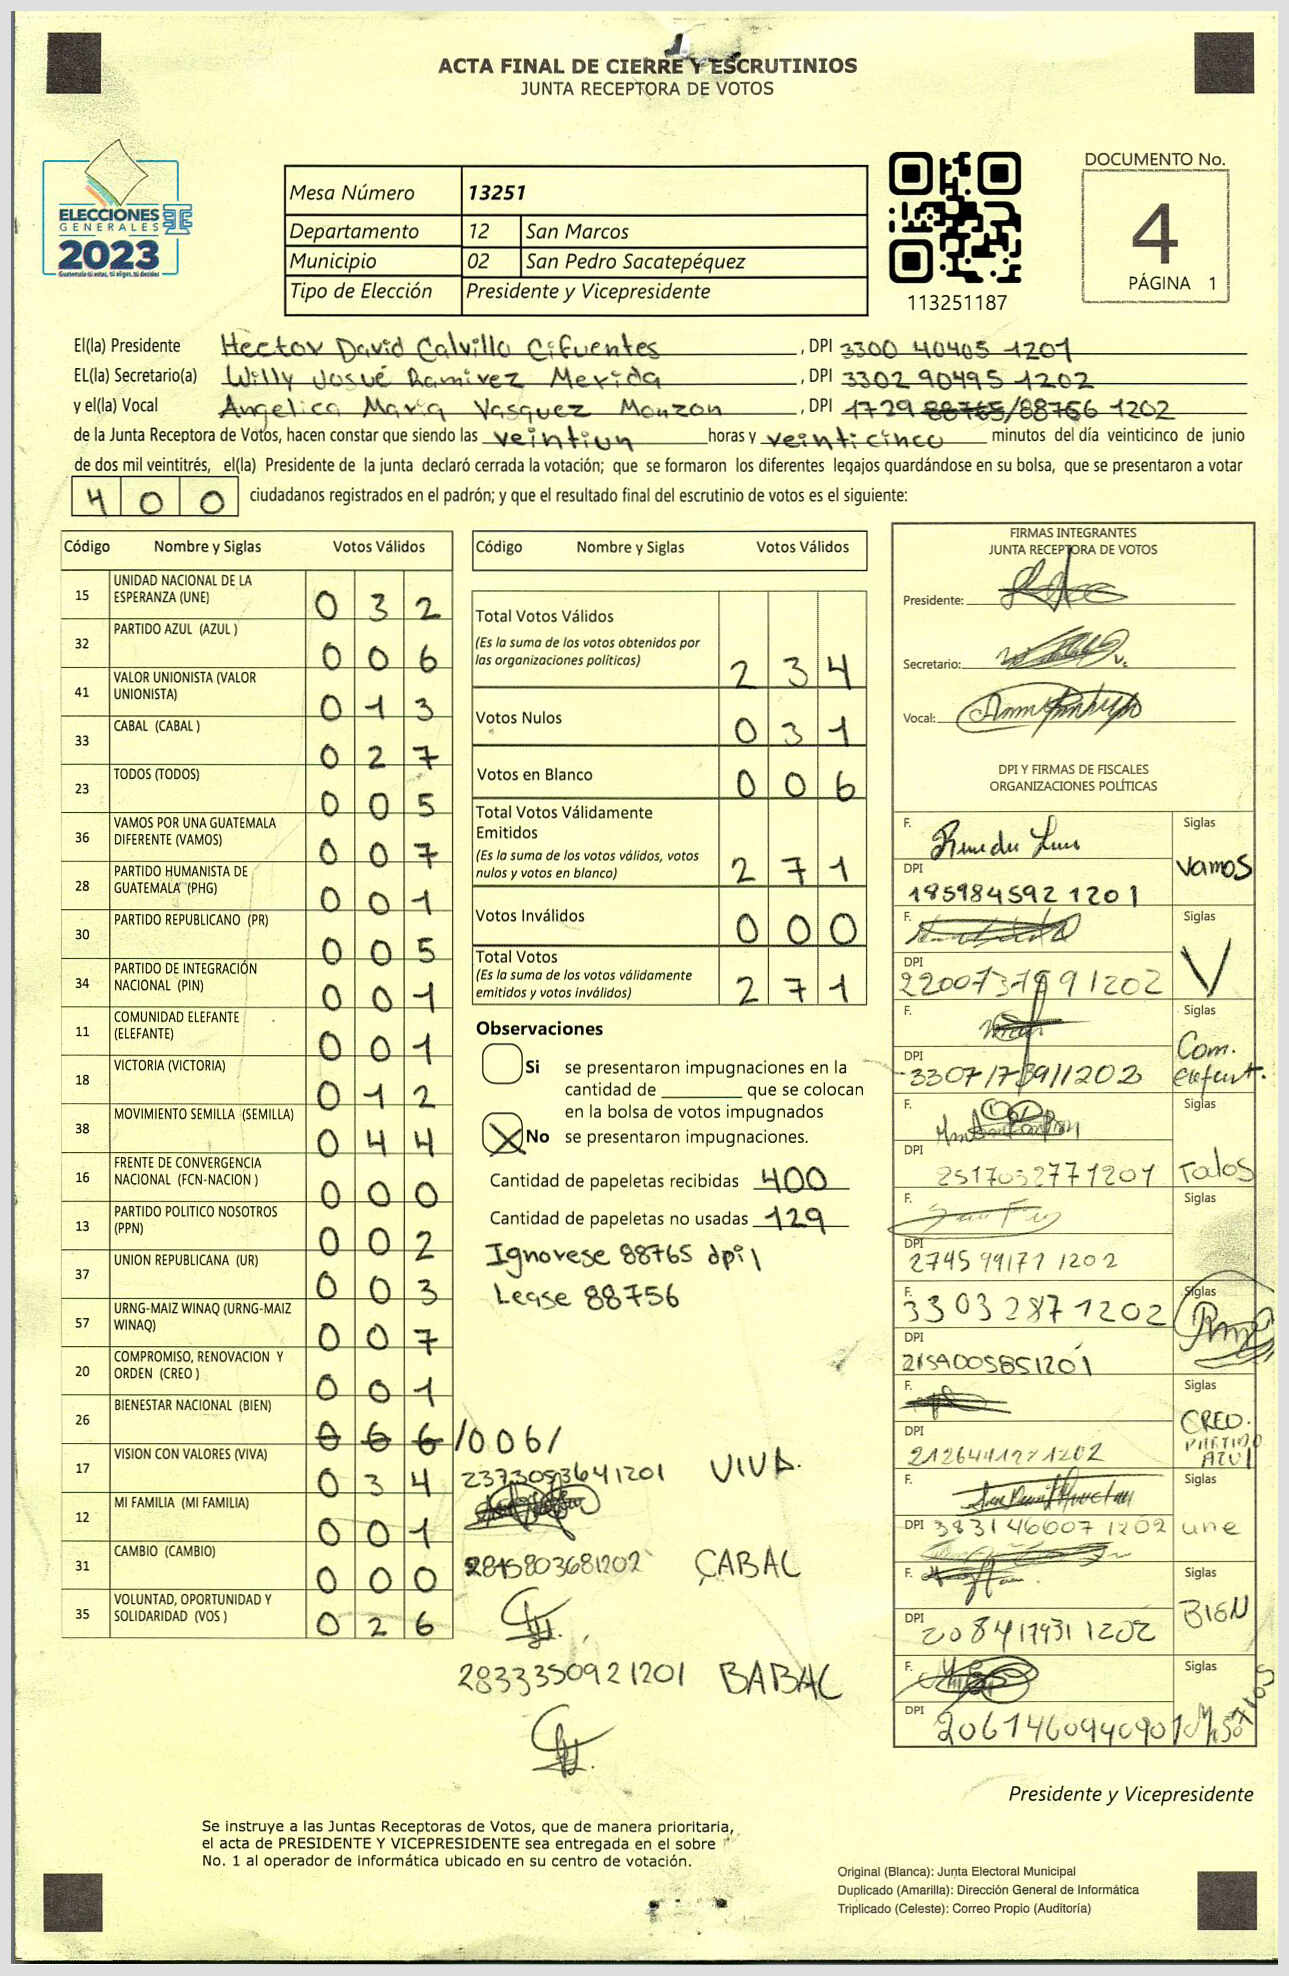 ACTA FINAL DE CIERRE Y ESCRUTINIOS
JUNTA RECEPTORA DE VOTOS
ELECCIONES
GENERALES
2023
Guatemala tú votas, tú eliges, tú decides
Mesa Número 13251
Departamento 12 San Marcos
Municipio 02 San Pedro Sacatepéquez
Tipo de Elección Presidente y Vicepresidente
113251187
DOCUMENTO No.
4
PÁGINA 1
El(la) Presidente Hector David Calvillo Cifuentes, DPI 3300 40405 1201
EL(la) Secretario(a) Willy Josué Ramirez Merida, DPI 3302 90495 1202
y el(la) Vocal Angelica Maria Vasquez Monzon, DPI 1729 88765/88756 1202
de la Junta Receptora de Votos, hacen constar que siendo las veintiun horas y veinticinco minutos del día veinticinco de junio
de dos mil veintitrés, el(la) Presidente de la junta declaró cerrada la votación; que se formaron los diferentes legajos guardándose en su bolsa, que se presentaron a votar
400 ciudadanos registrados en el padrón; y que el resultado final del escrutinio de votos es el siguiente:
Código Nombre y Siglas Votos Válidos
15 UNIDAD NACIONAL DE LA ESPERANZA (UNE) 0 3 2
32 PARTIDO AZUL (AZUL ) 0 0 6
41 VALOR UNIONISTA (VALOR UNIONISTA) 0 1 3
33 CABAL (CABAL ) 0 2 7
23 TODOS (TODOS) 0 0 5
36 VAMOS POR UNA GUATEMALA DIFERENTE (VAMOS) 0 0 7
28 PARTIDO HUMANISTA DE GUATEMALA (PHG) 0 0 1
30 PARTIDO REPUBLICANO (PR) 0 0 5
34 PARTIDO DE INTEGRACIÓN NACIONAL (PIN) 0 0 1
11 COMUNIDAD ELEFANTE (ELEFANTE) 0 0 1
18 VICTORIA (VICTORIA) 0 1 2
38 MOVIMIENTO SEMILLA (SEMILLA) 0 4 4
16 FRENTE DE CONVERGENCIA NACIONAL (FCN-NACION ) 0 0 0
13 PARTIDO POLITICO NOSOTROS (PPN) 0 0 2
37 UNION REPUBLICANA (UR) 0 0 3
57 URNG-MAIZ WINAQ (URNG-MAIZ WINAQ) 0 0 7
20 COMPROMISO, RENOVACION Y ORDEN (CREO ) 0 0 1
26 BIENESTAR NACIONAL (BIEN) 0 6 6 /006/
17 VISION CON VALORES (VIVA) 0 3 4
12 MI FAMILIA (MI FAMILIA) 0 0 1
31 CAMBIO (CAMBIO) 0 0 0
35 VOLUNTAD, OPORTUNIDAD Y SOLIDARIDAD (VOS ) 0 2 6
Código Nombre y Siglas Votos Válidos
Total Votos Válidos
(Es la suma de los votos obtenidos por
las organizaciones políticas) 2 3 4
Votos Nulos 0 3 1
Votos en Blanco 0 0 6
Total Votos Válidamente
Emitidos
(Es la suma de los votos válidos, votos
nulos y votos en blanco) 2 7 1
Votos Inválidos 0 0 0
Total Votos
(Es la suma de los votos válidamente
emitidos y votos inválidos) 2 7 1
Observaciones
Si se presentaron impugnaciones en la
cantidad de ________ que se colocan
en la bolsa de votos impugnados
No se presentaron impugnaciones.
Cantidad de papeletas recibidas 400
Cantidad de papeletas no usadas 129
Ignorese 88765 dpi
Lease 88756
2373053641201 VIVA
2845803681202 CABAL
2833350921201 BABAL
FIRMAS INTEGRANTES
JUNTA RECEPTORA DE VOTOS
Presidente:
Secretario:
Vocal:
DPI Y FIRMAS DE FISCALES
ORGANIZACIONES POLÍTICAS
F. Siglas
DPI 185984592 1201 Vamos
F. Siglas
DPI V
F. Siglas
DPI Com.
F. Siglas
DPI 2517032771201 Todos
F. Siglas
DPI 2745 99171 1202
F. 3303 2871202 Siglas
DPI
F. Siglas
DPI CREO.
PARTIDO
AZUL
F. Siglas
DPI 3831460071202 une
F. Siglas
DPI BIEN
F. Siglas
DPI 2061460940901
Presidente y Vicepresidente
Se instruye a las Juntas Receptoras de Votos, que de manera prioritaria,
el acta de PRESIDENTE Y VICEPRESIDENTE sea entregada en el sobre
No. 1 al operador de informática ubicado en su centro de votación.
Original (Blanca): Junta Electoral Municipal
Duplicado (Amarilla): Dirección General de Informática
Triplicado (Celeste): Correo Propio (Auditoría)